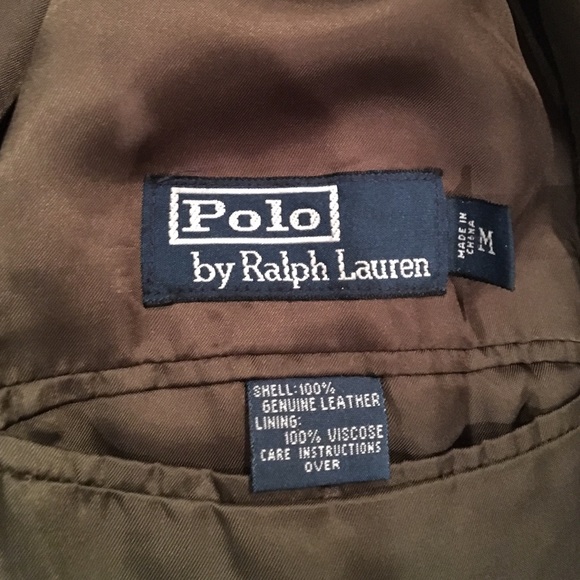 Polo
by Ralph Lauren
MADE IN
CHINA
M
SHELL:100%
GENUINE LEATHER
LINING:
100% VISCOSE
CARE INSTRUCTIONS
OVER